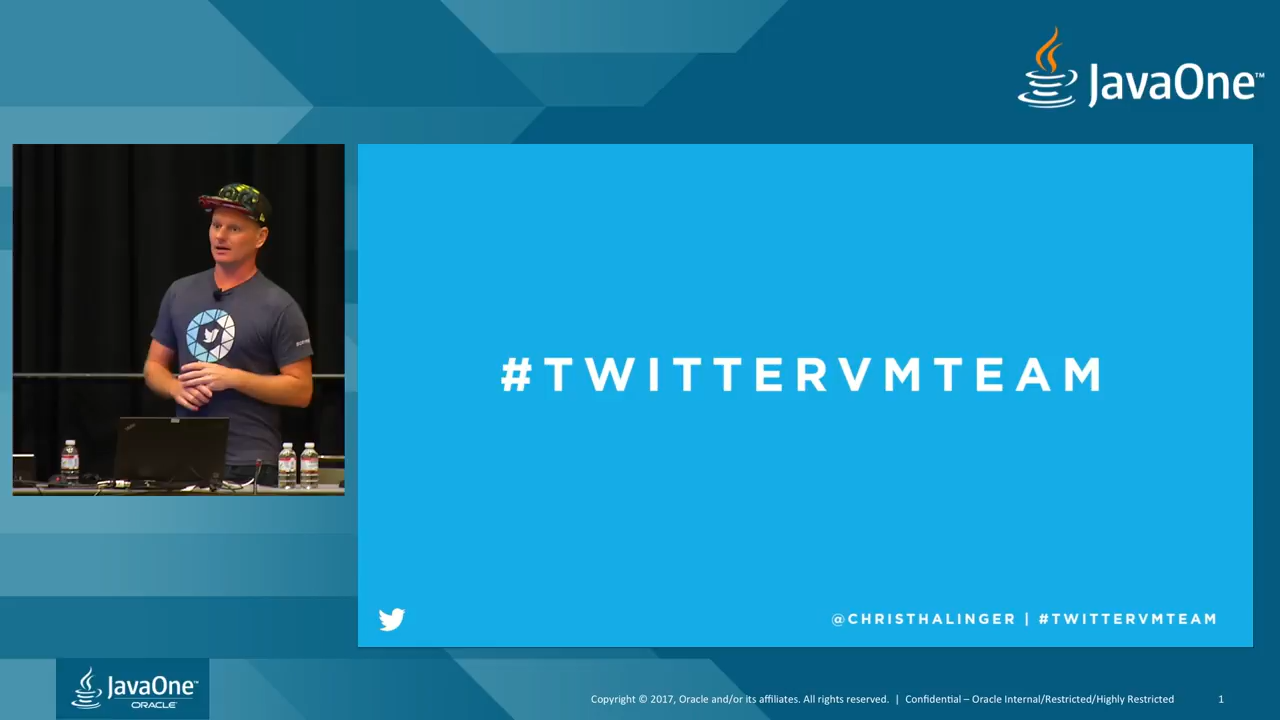 JavaOne™
#TWITTERVMTEAM
@CHRISTHALINGER | #TWITTERVMTEAM
JavaOne™
ORACLE
Copyright © 2017, Oracle and/or its affiliates. All rights reserved. | Confidential – Oracle Internal/Restricted/Highly Restricted 1